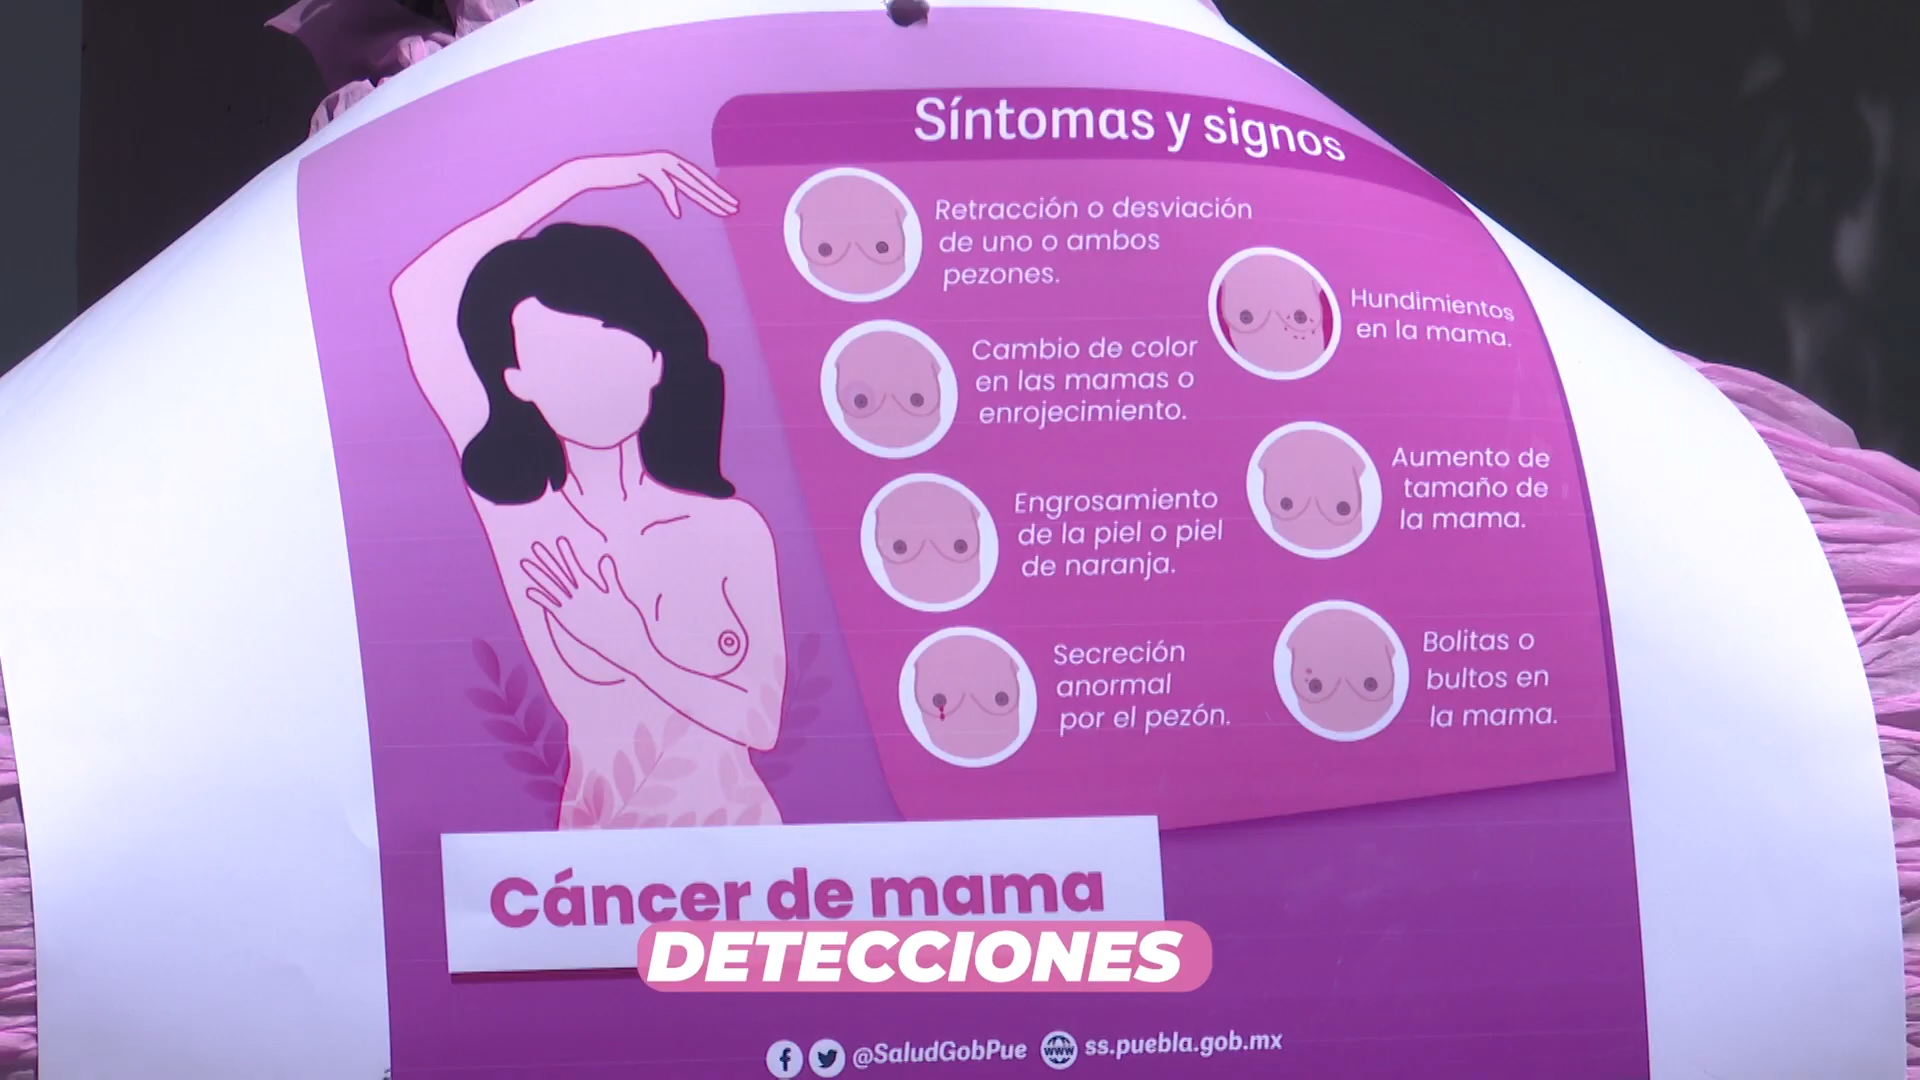 Síntomas y signos
Retracción o desviación
de uno o ambos
pezones.
Hundimientos
en la mama.
Cambio de color
en las mamas o
enrojecimiento.
Aumento de
tamaño de
la mama.
Engrosamiento
de la piel o piel
de naranja.
Bolitas o
bultos en
la mama.
Secreción
anormal
por el pezón.
Cáncer de mama
DETECCIONES
@SaludGobPue www ss.puebla.gob.mx